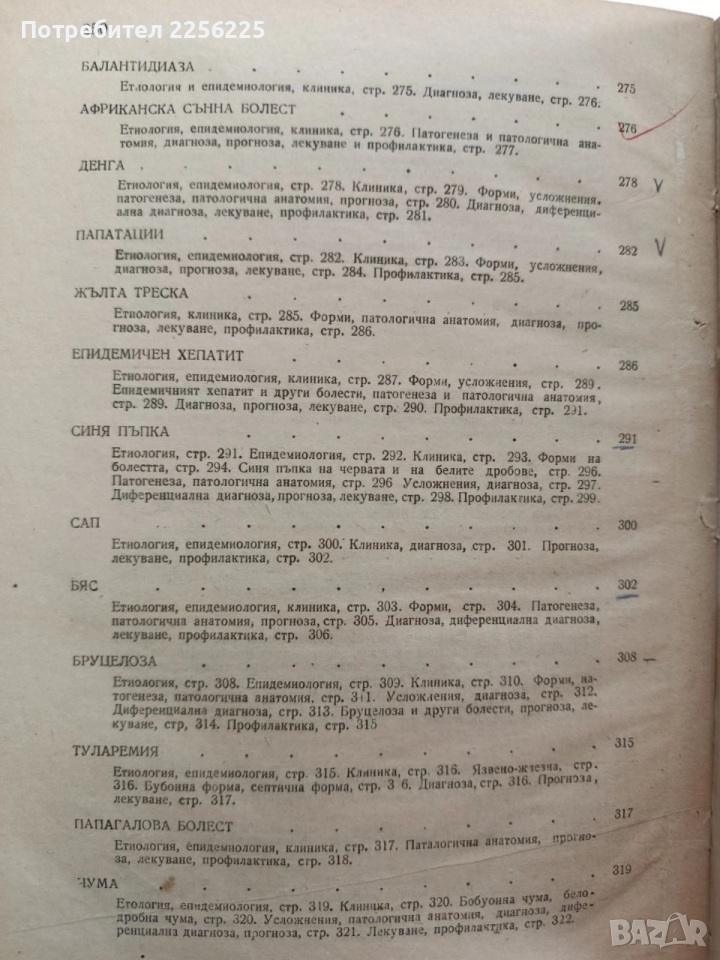 Потребител 2256225
БАЛАНТИДИАЗА . . . . . . . . . 275
Етлология и епидемиология, клиника, стр. 275. Диагноза, лекуване, стр. 276.
АФРИКАНСКА СЪННА БОЛЕСТ . . . . . . 276
Етиология, епидемиология, клиника, стр. 276. Патогенеза и патологична ана-
томия, диагноза, прогноза, лекуване и профилактика, стр. 277.
ДЕНГА . . . . . . . . . . 278
Етиология, епидемиология, стр. 278. Клиника, стр. 279. Форми, усложнения,
патогенеза, патологична анатомия, прогноза, стр. 280. Диагноза, диференци-
ална диагноза, лекуване, профилактика, стр. 281.
ПАПАТАЦИИ . . . . . . . . . 282
Етиология, епидемиология, стр. 282. Клиника, стр. 283. Форми, усложнения,
диагноза, прогноза, лекуване, стр. 284. Профилактика, стр. 285.
ЖЪЛТА ТРЕСКА . . . . . . . . 285
Етиология, клиника, стр. 285. Форми, патологична анатомия, диагноза, про-
гноза, лекуване, профилактика, стр. 286.
ЕПИДЕМИЧЕН ХЕПАТИТ . . . . . . . 286
Етиология, епидемиология, клиника, стр. 287. Форми, усложнения, стр. 289.
Епидемичният хепатит и други болести, патогенеза и патологична анатомия,
стр. 289. Диагноза, прогноза, лекуване, стр. 290. Профилактика, стр. 291.
СИНЯ ПЪПКА . . . . . . . . . 291
Етиология, стр. 291. Епидемиология, стр. 292. Клиника, стр. 293. Форми на
болестта, стр. 294. Синя пъпка на червата и на белите дробове, стр. 296.
Патогенеза, патологична анатомия, стр. 296 Усложнения, диагноза, стр. 297.
Диференциална диагноза, прогноза, лекуване, стр. 298. Профилактика, стр. 299.
САП . . . . . . . . . . 300
Етиология, епидемиология, стр. 300. Клиника, диагноза, стр. 301. Прогноза,
лекуване, профилактика, стр. 302.
БЯС . . . . . . . . . . 302
Етиология, епидемиология, клиника, стр. 303. Форми, стр. 304. Патогенеза,
патологична анатомия, прогноза, стр. 305. Диагноза, диференциална диагноза,
лекуване, профилактика, стр. 306.
БРУЦЕЛОЗА . . . . . . . . . 308
Етиология, стр. 308. Епидемиология, стр. 309. Клиника, стр. 310. Форми, па-
тогенеза, патологична анатомия, стр. 311. Усложнения, диагноза, стр. 312.
Диференциална диагноза, стр. 313. Бруцелоза и други болести, прогноза, ле-
куване, стр, 314. Профилактика, стр. 315
ТУЛАРЕМИЯ . . . . . . . . . 315
Етиология, епидемиология, стр. 315. Клиника, стр. 316. Язвено-жлезна, стр.
316. Бубонна форма, септична форма, стр. 3 6. Диагноза, стр. 316. Прогноза,
лекуване, стр. 317.
ПАПАГАЛОВА БОЛЕСТ . . . . . . . 317
Етиология, епидемиология, клиника, стр. 317. Паталогична анатомия, прогно-
за, лекуване, профилактика, стр. 318.
ЧУМА . . . . . . . . . . 319
Етология, епидемиология, стр. 319. Клиника, стр. 320. Бобуонна чума, бело-
дробна чума, стр. 320. Усложнения, патологична анатомия, диагноза, дифе-
ренциална диагноза, прогноза, стр. 321. Лекуване, профилактика, стр. 322.
BAZAR